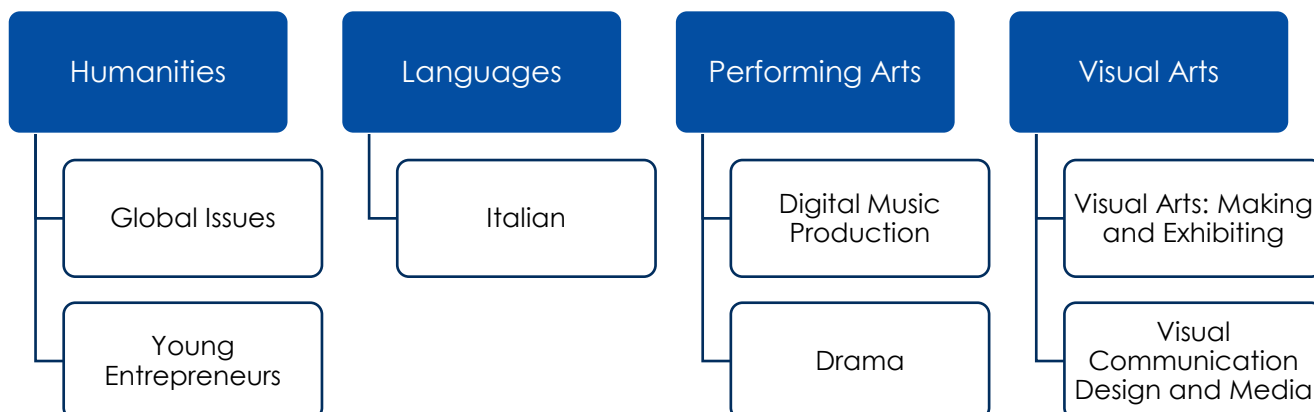 Humanities
Global Issues
Young
Entrepreneurs
Languages
Italian
Performing Arts
Digital Music
Production
Drama
Visual Arts
Visual Arts: Making
and Exhibiting
Visual
Communication
Design and Media